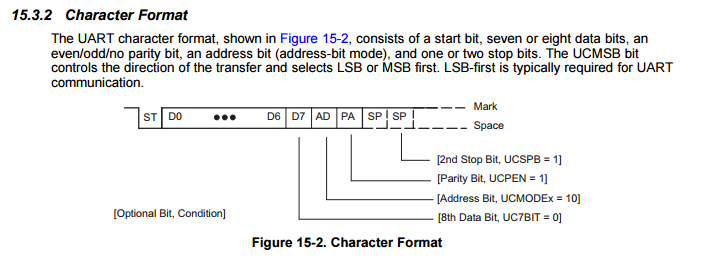 15.3.2 Character Format
The UART character format, shown in Figure 15-2, consists of a start bit, seven or eight data bits, an
even/odd/no parity bit, an address bit (address-bit mode), and one or two stop bits. The UCMSB bit
controls the direction of the transfer and selects LSB or MSB first. LSB-first is typically required for UART
communication.
Mark
ST D0 ●●● D6 D7 AD PA SP SP
Space
[2nd Stop Bit, UCSPB = 1]
[Parity Bit, UCPEN = 1]
[Address Bit, UCMODEx = 10]
[Optional Bit, Condition]
[8th Data Bit, UC7BIT = 0]
Figure 15-2. Character Format